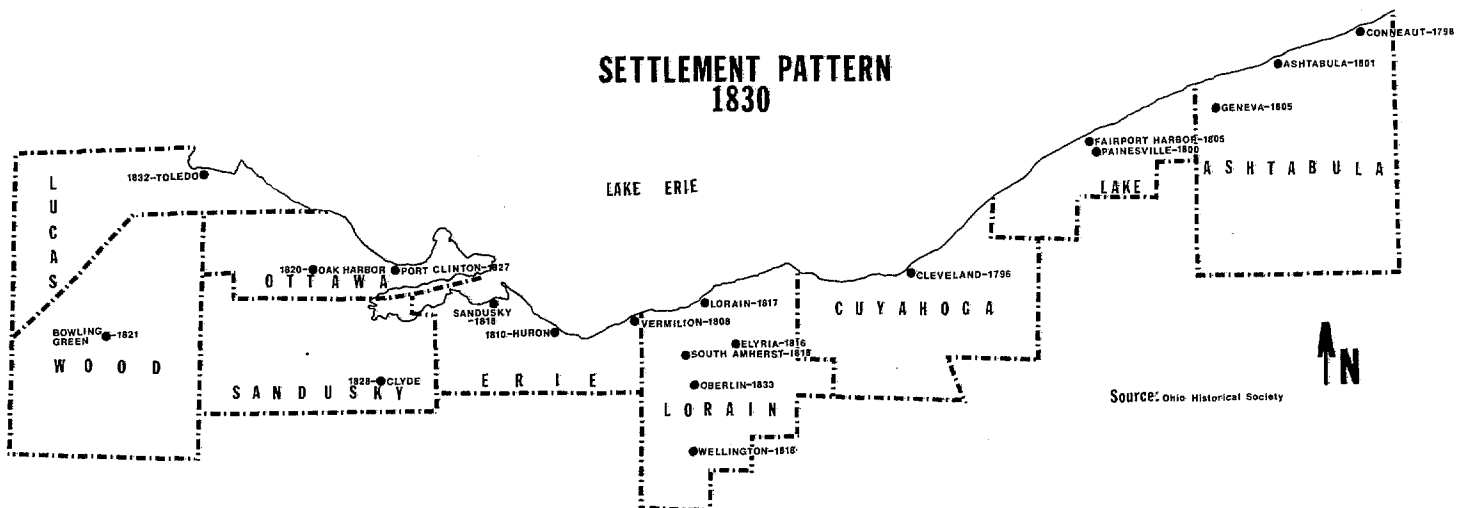 SETTLEMENT PATTERN
1830
CONNEAUT-1798
ASHTABULA-1801
GENEVA-1805
FAIRPORT HARBOR-1805
PAINESVILLE-1800
ASHTABULA
LAKE
LAKE ERIE
1832-TOLEDO
LUCAS
1820-OAK HARBOR
PORT CLINTON-1827
OTTAWA
CLEVELAND-1796
CUYAHOGA
SANDUSKY
-1818
LORAIN-1817
VERMILION-1808
1810-HURON
BOWLING
GREEN
-1821
WOOD
ELYRIA-1816
SOUTH AMHERST-1818
1828-CLYDE
SANDUSKY
ERIE
OBERLIN-1833
LORAIN
WELLINGTON-1818
N
Source: Ohio Historical Society